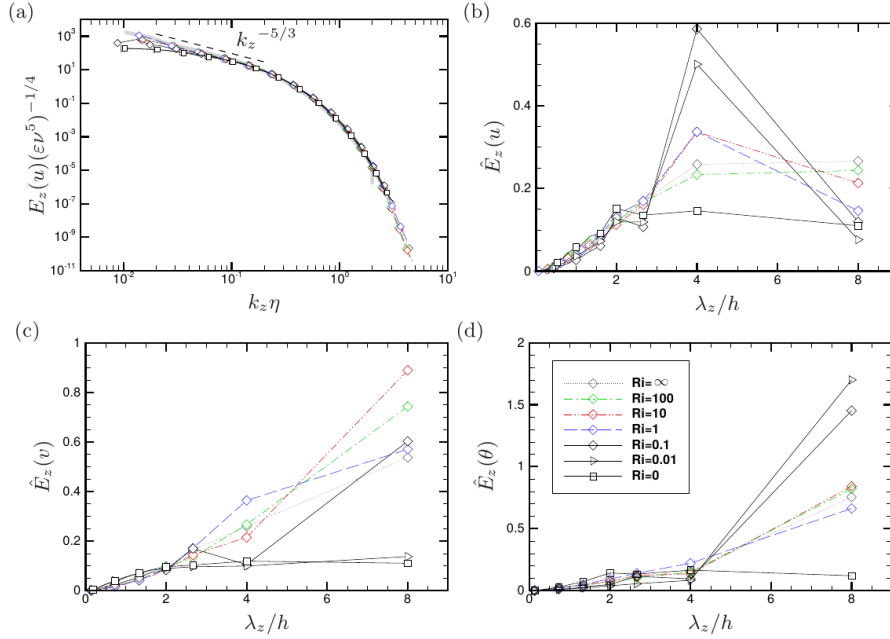 (a)
10^3
10^1
10^-1
10^-3
10^-5
10^-7
10^-9
10^-11
E_z(u)(εν^5)^−1/4
k_z^−5/3
10^-2
10^-1
10^0
10^1
k_zη
(b)
0.6
0.4
0.2
0
Ê_z(u)
0
2
4
6
8
λ_z/h
(c)
1
0.8
0.6
0.4
0.2
0
Ê_z(v)
0
2
4
6
8
λ_z/h
(d)
2
1.5
1
0.5
0
Ê_z(θ)
Ri=∞
Ri=100
Ri=10
Ri=1
Ri=0.1
Ri=0.01
Ri=0
0
2
4
6
8
λ_z/h